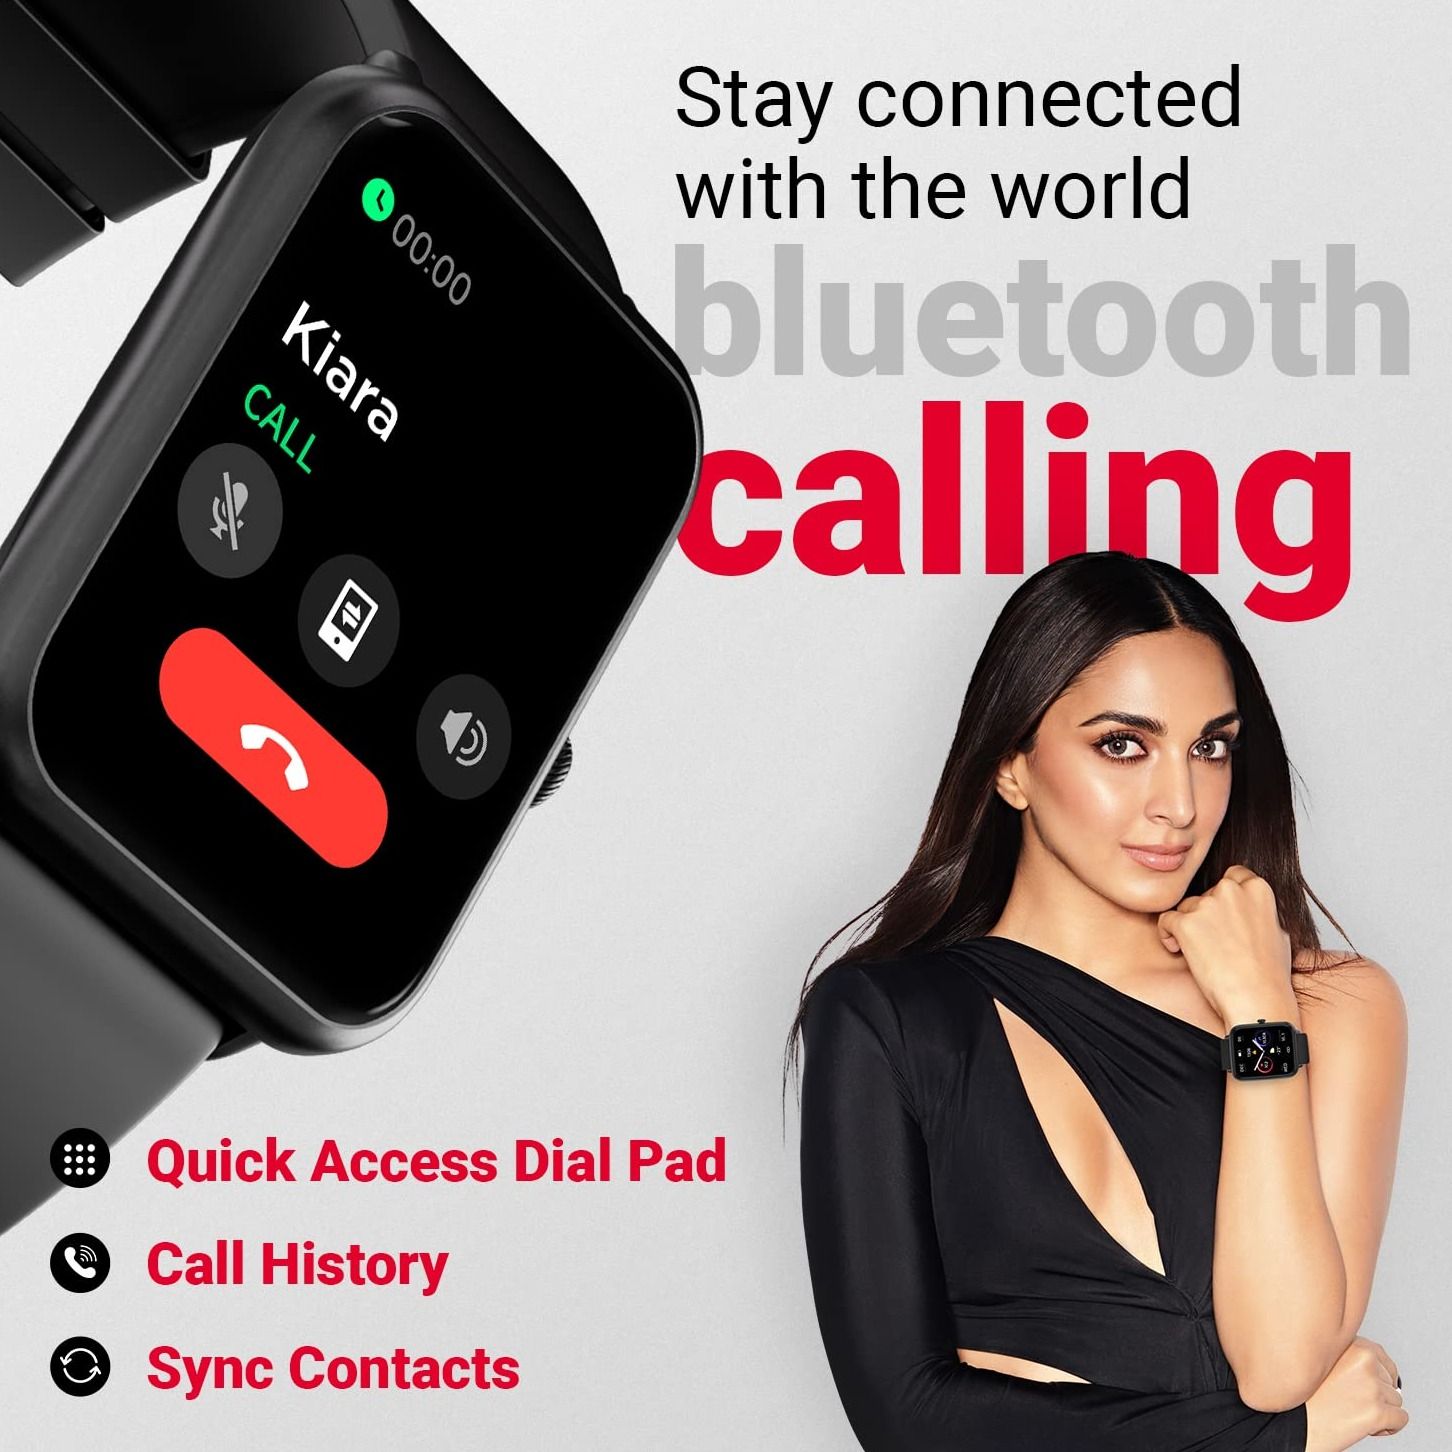 Stay connected
with the world
bluetooth
calling
00:00
Kiara
CALL
Quick Access Dial Pad
Call History
Sync Contacts